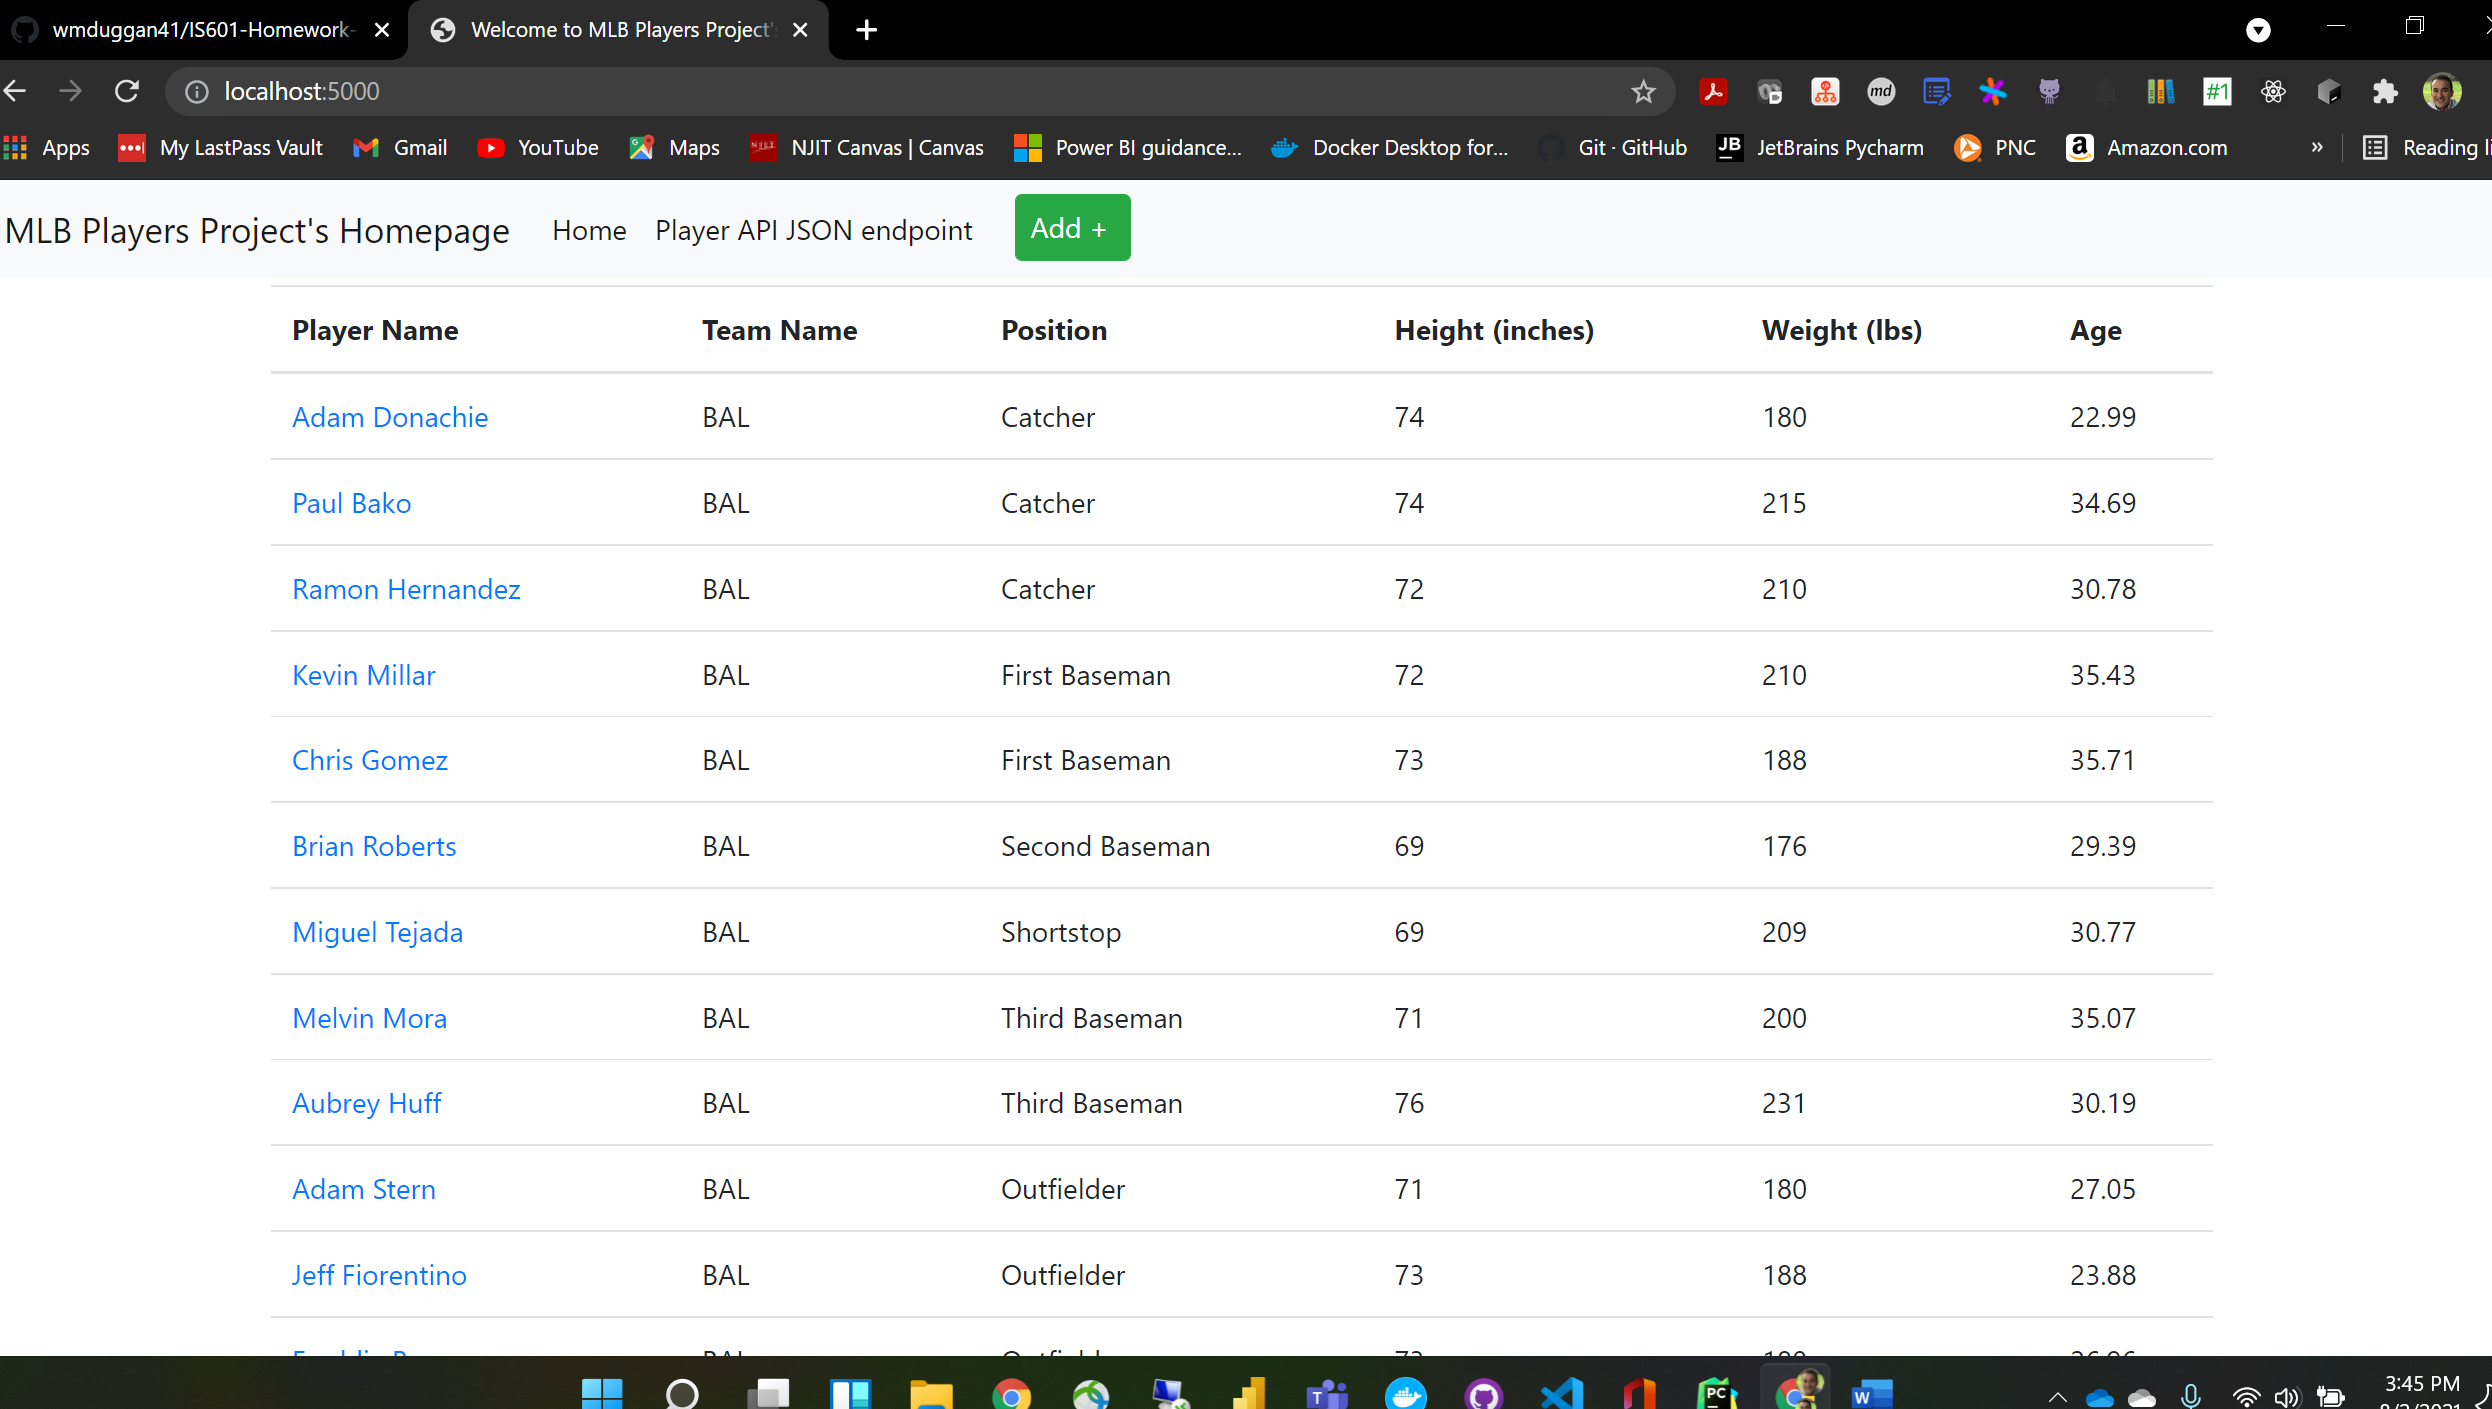 wmduggan41/IS601-Homework- Welcome to MLB Players Project's
localhost:5000 md #1
Apps My LastPass Vault Gmail YouTube Maps NJIT Canvas | Canvas Power BI guidance... Docker Desktop for... Git · GitHub JB JetBrains Pycharm PNC Amazon.com » Reading li
MLB Players Project's Homepage Home Player API JSON endpoint Add +
Player Name Team Name Position Height (inches) Weight (lbs) Age
Adam Donachie BAL Catcher 74 180 22.99
Paul Bako BAL Catcher 74 215 34.69
Ramon Hernandez BAL Catcher 72 210 30.78
Kevin Millar BAL First Baseman 72 210 35.43
Chris Gomez BAL First Baseman 73 188 35.71
Brian Roberts BAL Second Baseman 69 176 29.39
Miguel Tejada BAL Shortstop 69 209 30.77
Melvin Mora BAL Third Baseman 71 200 35.07
Aubrey Huff BAL Third Baseman 76 231 30.19
Adam Stern BAL Outfielder 71 180 27.05
Jeff Fiorentino BAL Outfielder 73 188 23.88
3:45 PM